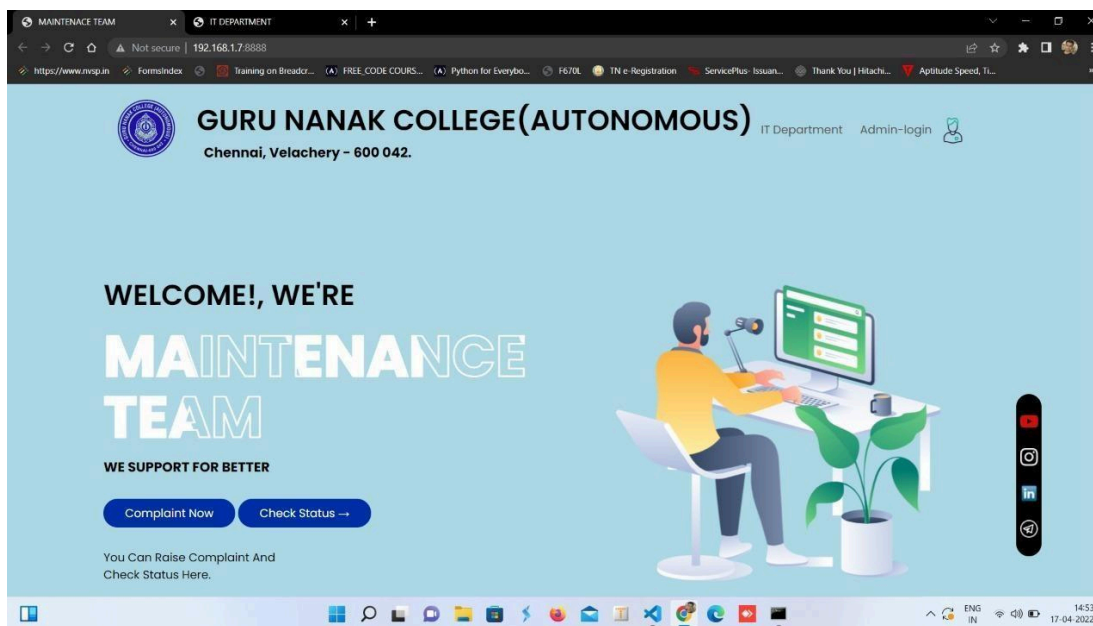 MAINTENACE TEAM
IT DEPARTMENT
Not secure | 192.168.1.7:8888
https://www.nvsp.in FormsIndex Training on Breadcr... FREE_CODE COURS... Python for Everybo... F670L TN e-Registration ServicePlus- Issuan... Thank You | Hitachi... Aptitude Speed, Ti...
GURU NANAK COLLEGE(AUTONOMOUS)
IT Department Admin-login
Chennai, Velachery - 600 042.
WELCOME!, WE'RE
MAINTENANCE
TEAM
WE SUPPORT FOR BETTER
Complaint Now Check Status →
You Can Raise Complaint And
Check Status Here.
in
ENG
IN
14:53
17-04-2022